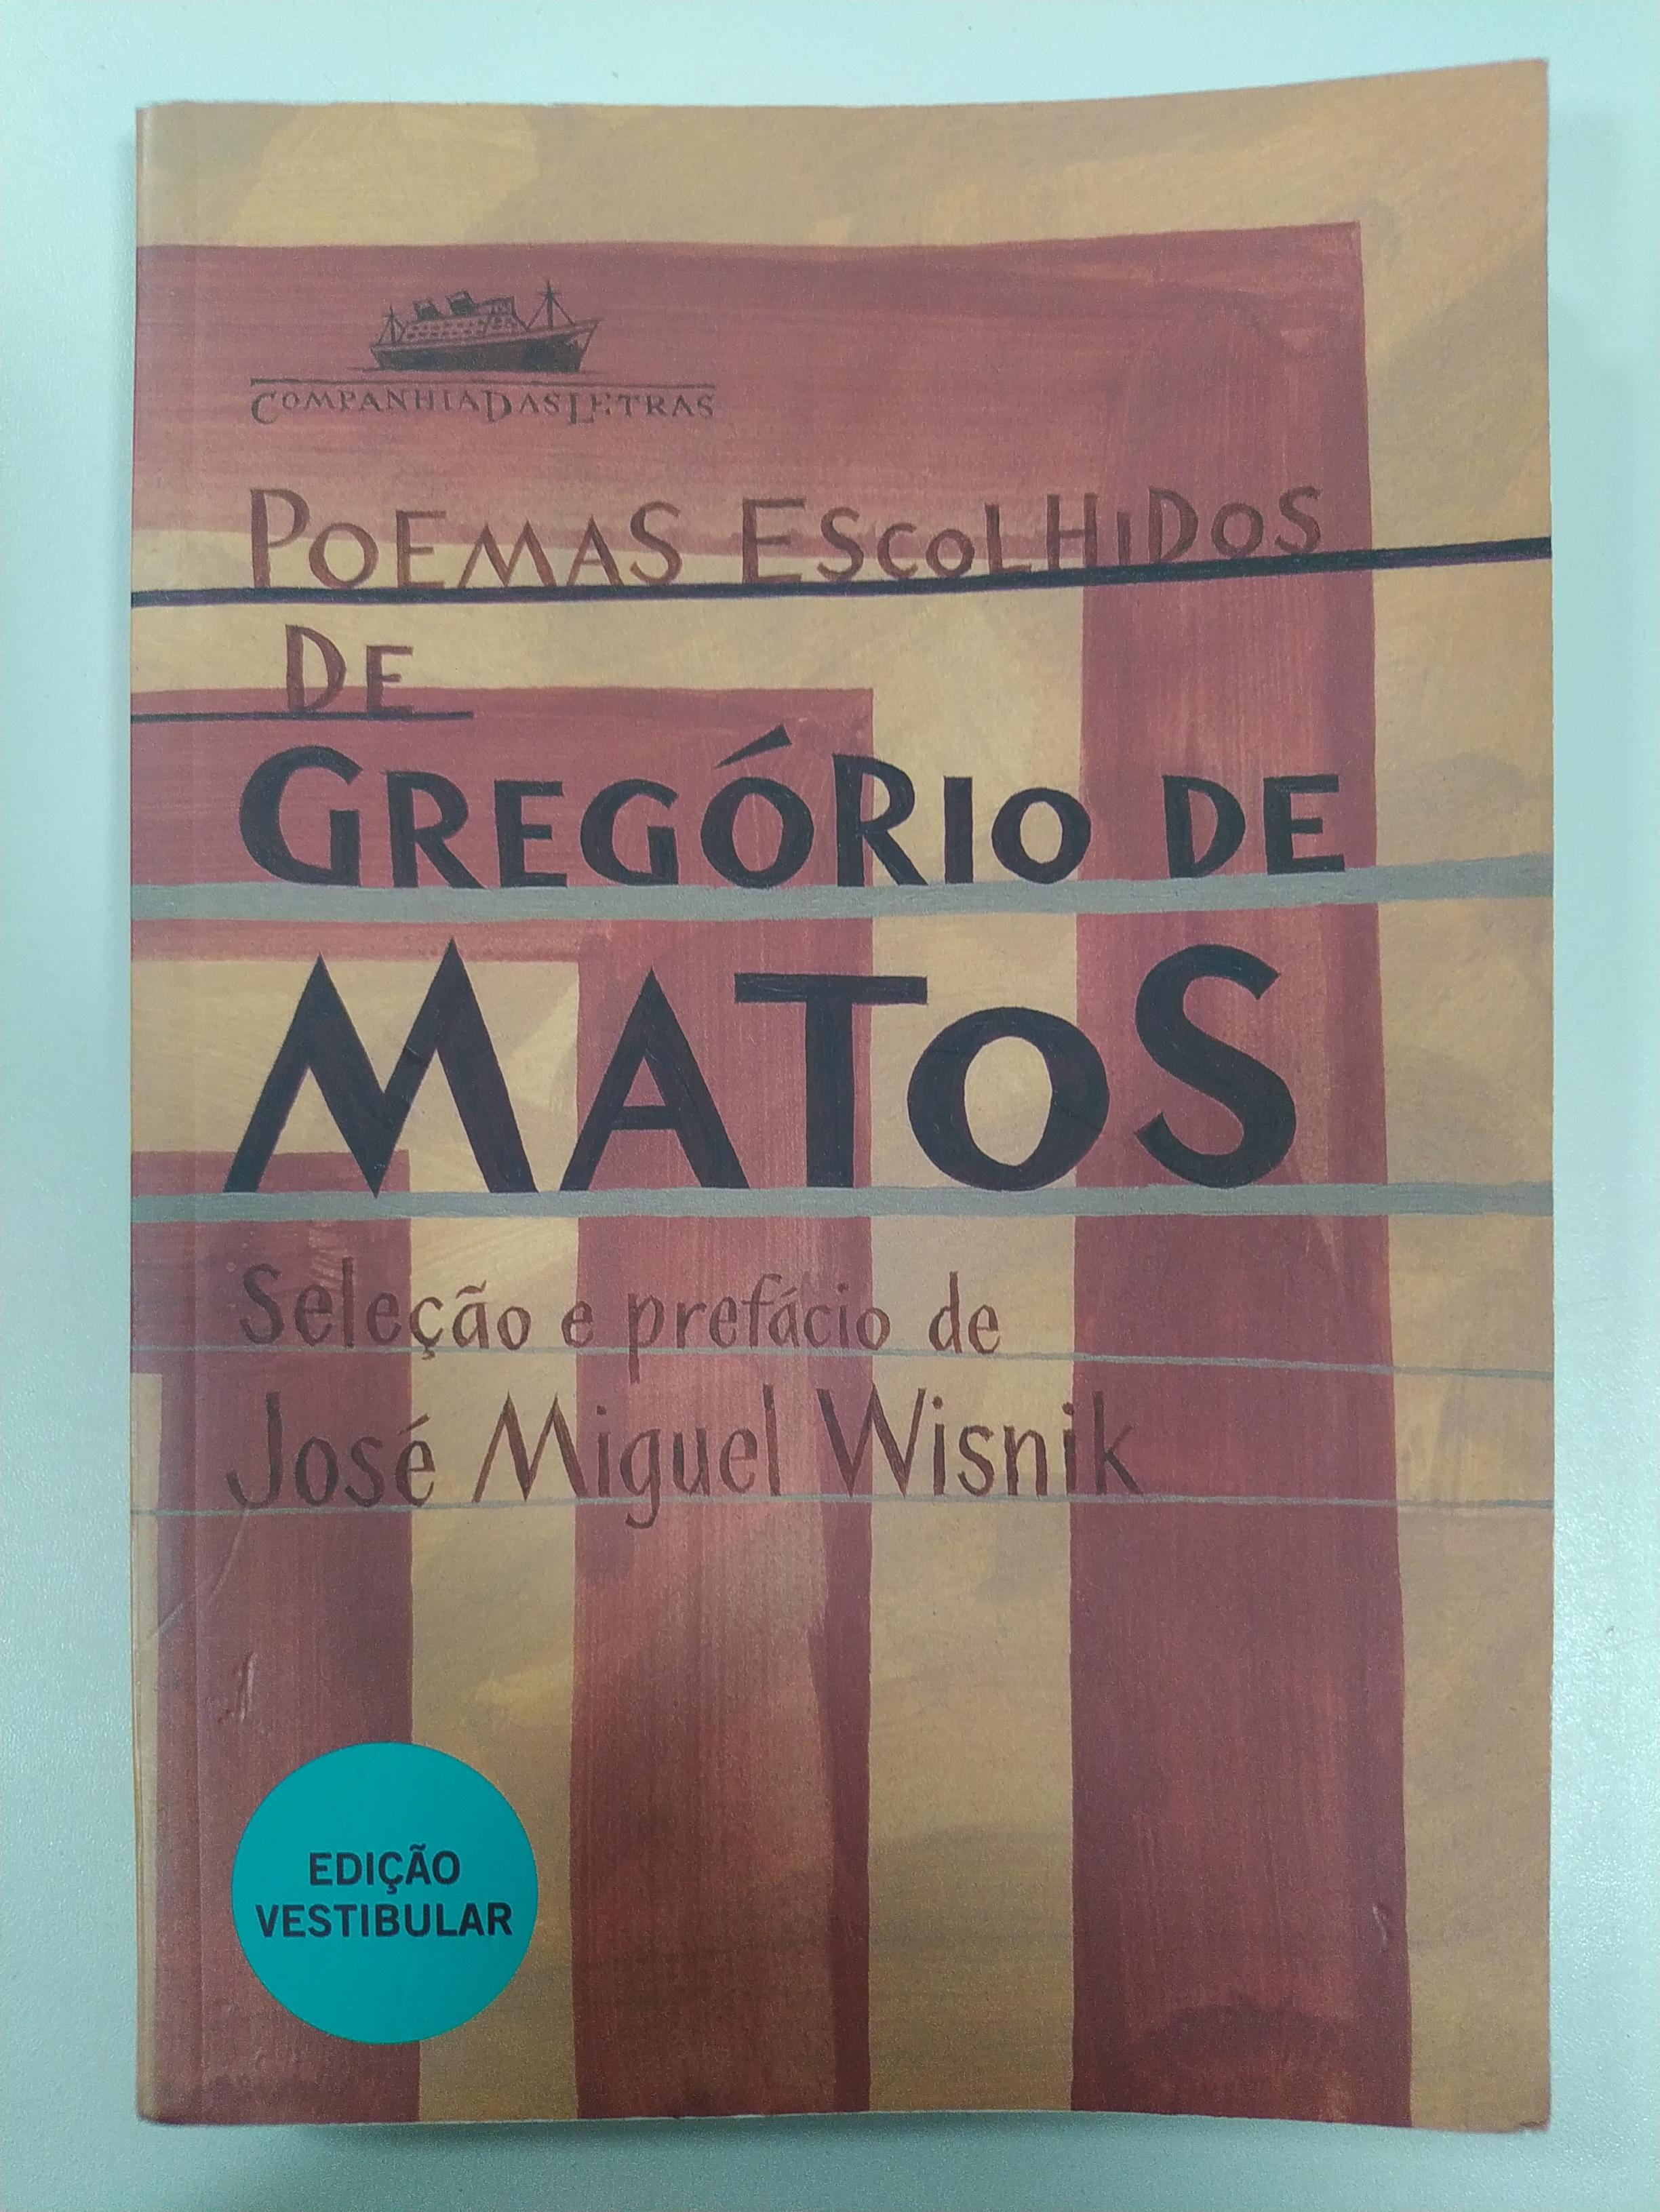 COMPANHIA DAS LETRAS
POEMAS ESCOLHIDOS
DE
GREGÓRIO DE
MATOS
Seleção e prefácio de
José Miguel Wisnik
EDIÇÃO
VESTIBULAR